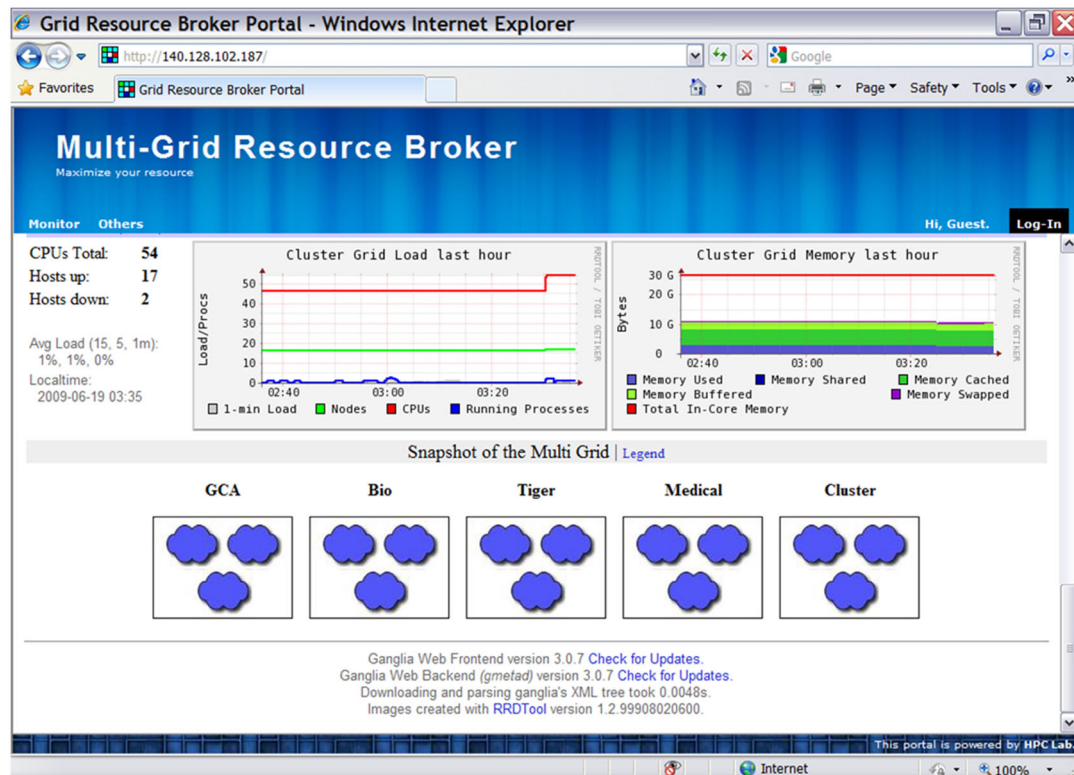 Grid Resource Broker Portal - Windows Internet Explorer
http://140.128.102.187/
Google
Favorites
Grid Resource Broker Portal
Page Safety Tools
»
Multi-Grid Resource Broker
Maximize your resource
Monitor Others
Hi, Guest. Log-In
CPUs Total: 54
Hosts up: 17
Hosts down: 2
Avg Load (15, 5, 1m):
1%, 1%, 0%
Localtime:
2009-06-19 03:35
Cluster Grid Load last hour
Load/Procs
50
40
30
20
10
0
02:40 03:00 03:20
1-min Load Nodes CPUs Running Processes
RRDTOOL / TOBI OETIKER
Cluster Grid Memory last hour
Bytes
30 G
20 G
10 G
0
02:40 03:00 03:20
Memory Used Memory Shared Memory Cached
Memory Buffered Memory Swapped
Total In-Core Memory
RRDTOOL / TOBI OETIKER
Snapshot of the Multi Grid | Legend
GCA Bio Tiger Medical Cluster
Ganglia Web Frontend version 3.0.7 Check for Updates.
Ganglia Web Backend (gmetad) version 3.0.7 Check for Updates.
Downloading and parsing ganglia's XML tree took 0.0048s.
Images created with RRDTool version 1.2.99908020600.
This portal is powered by HPC Lab.
Internet
100%